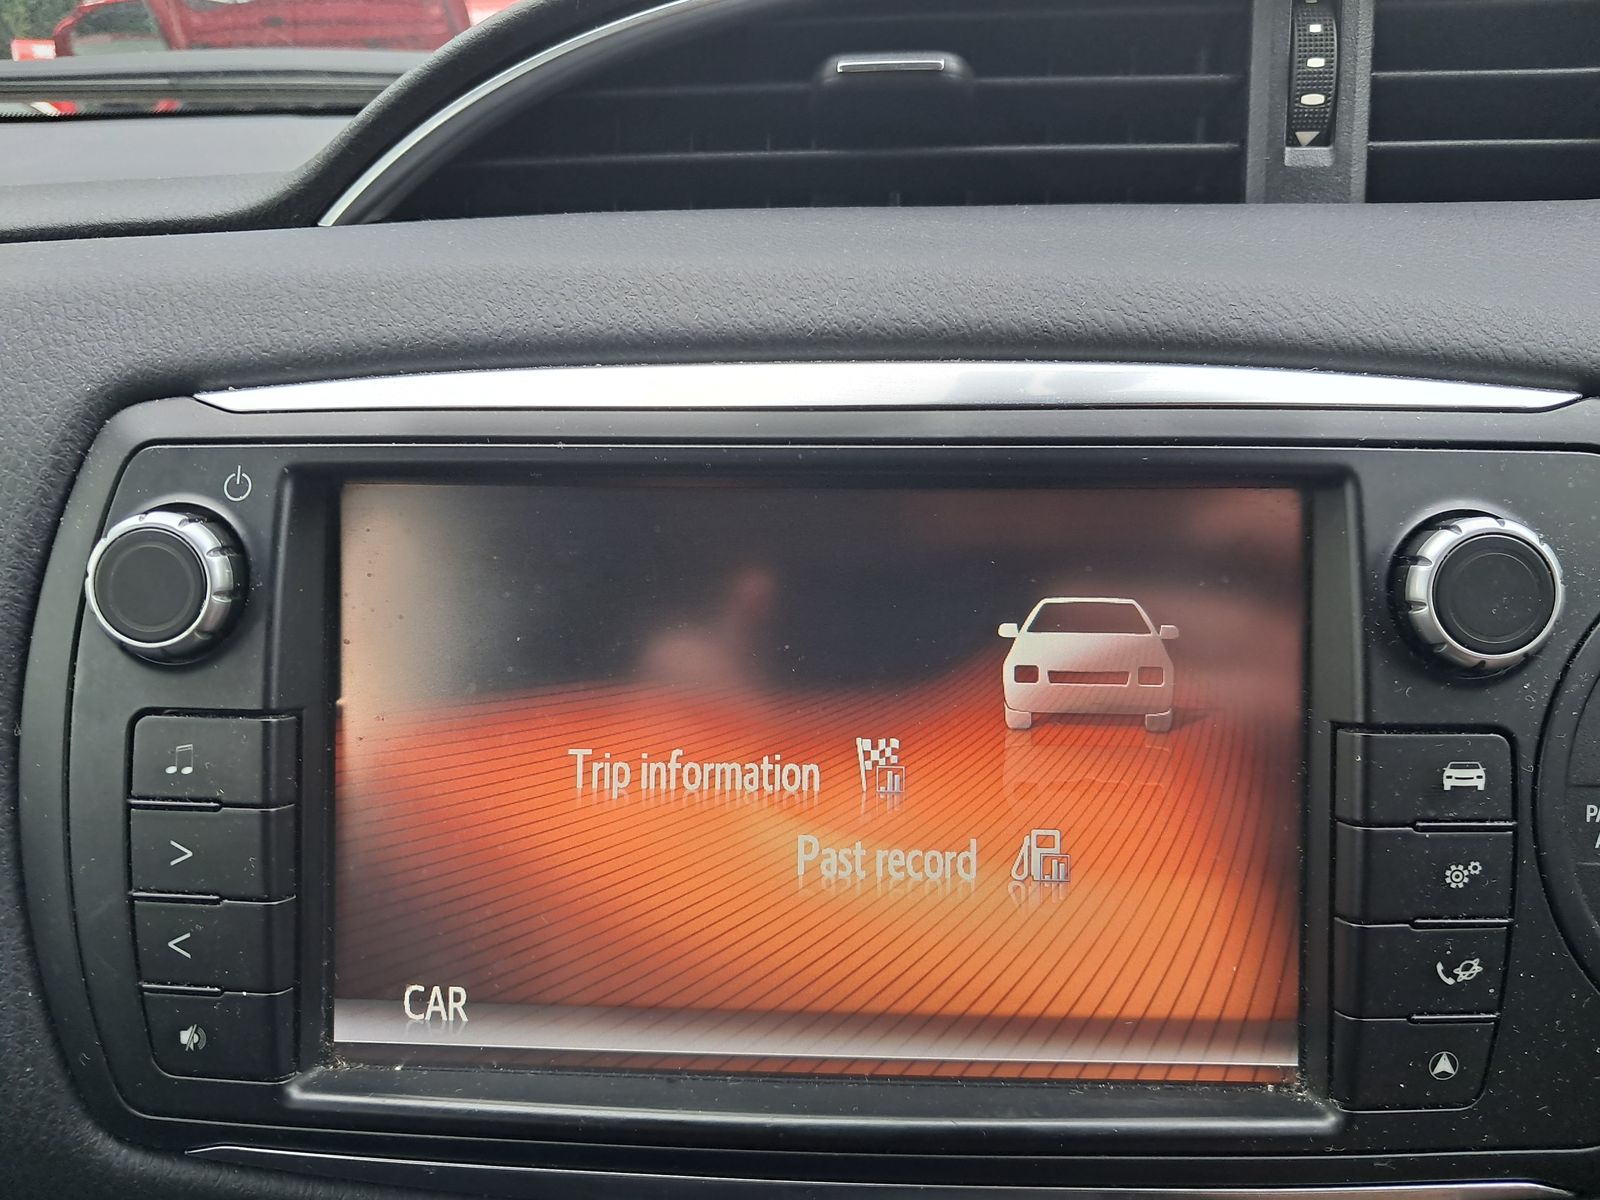 Trip information
Past record
CAR